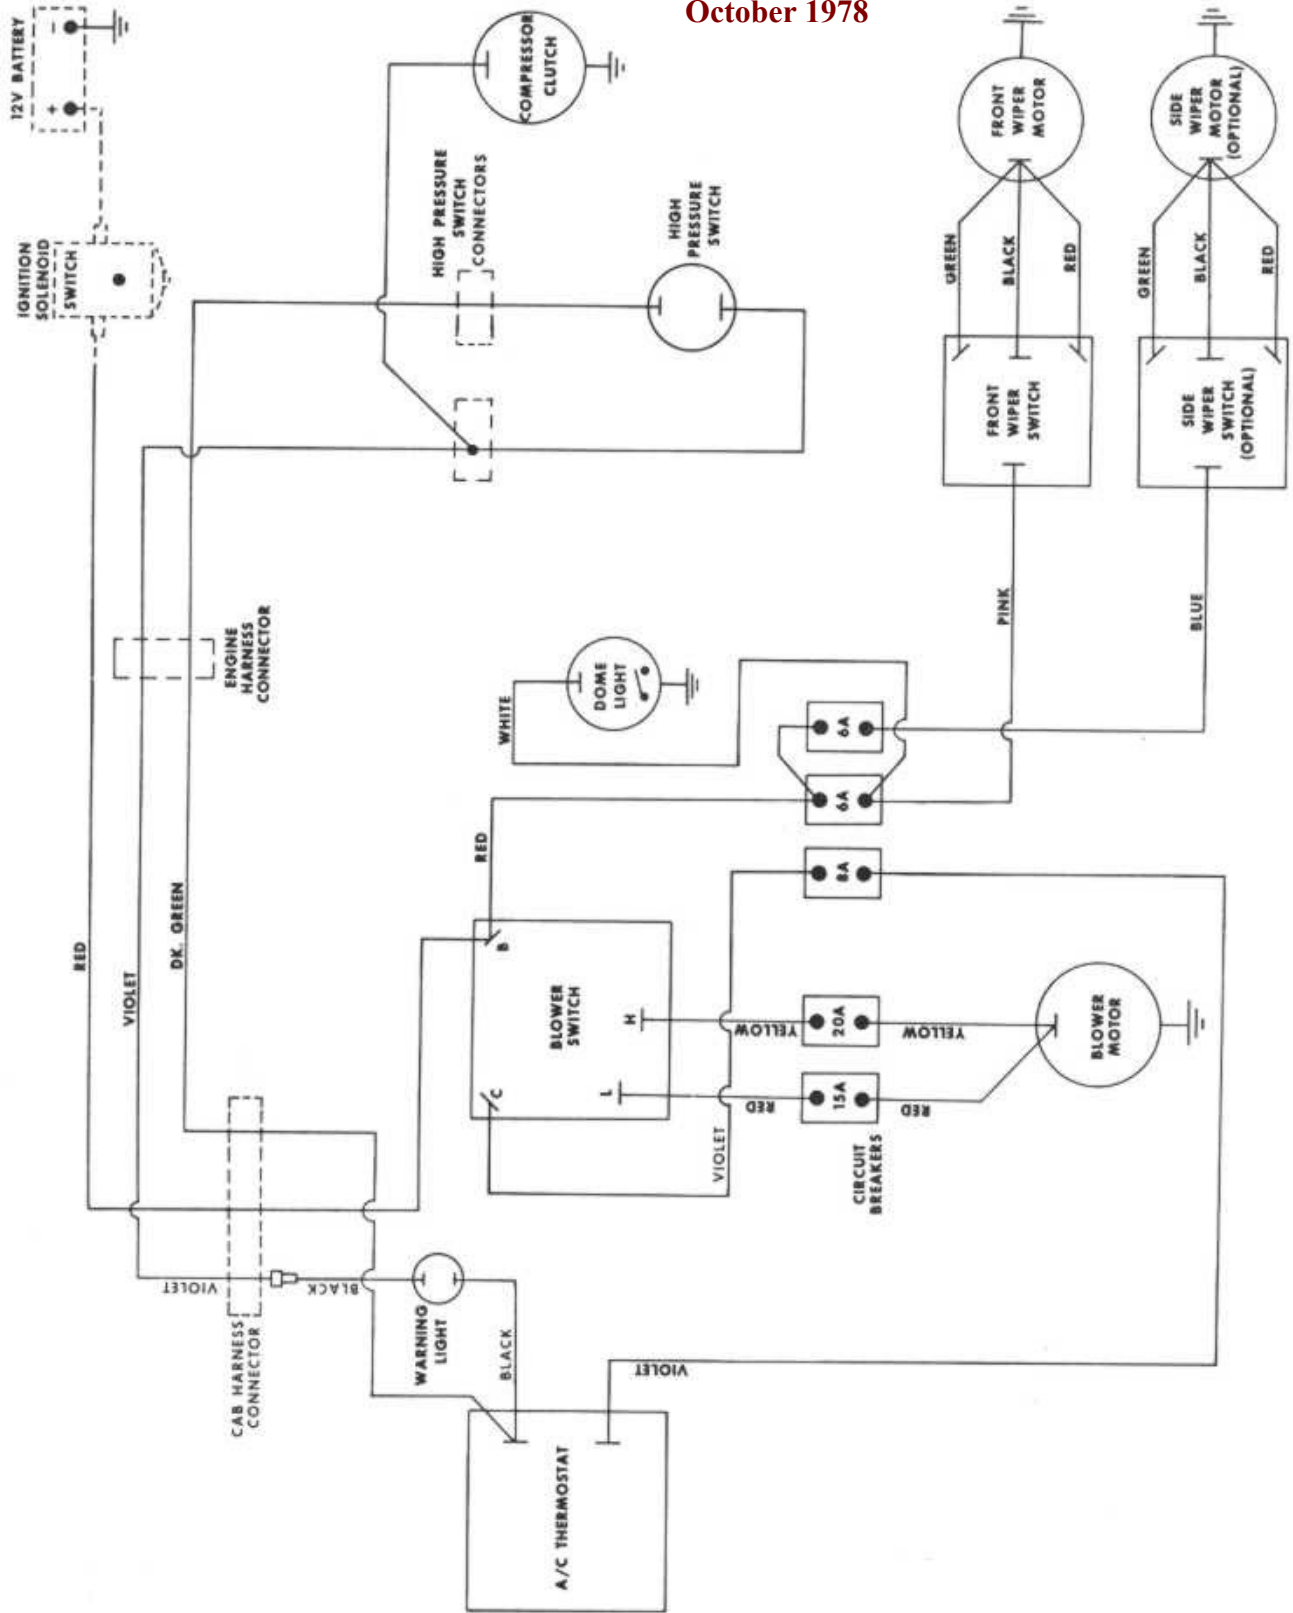 October 1978
12V BATTERY
-
+
IGNITION
SOLENOID
SWITCH
COMPRESSOR
CLUTCH
HIGH PRESSURE
SWITCH
CONNECTORS
HIGH
PRESSURE
SWITCH
FRONT
WIPER
MOTOR
SIDE
WIPER
MOTOR
(OPTIONAL)
GREEN
BLACK
RED
GREEN
BLACK
RED
FRONT
WIPER
SWITCH
SIDE
WIPER
SWITCH
(OPTIONAL)
PINK
BLUE
ENGINE
HARNESS
CONNECTOR
DOME
LIGHT
WHITE
6A
6A
8A
20A
15A
RED
RED
VIOLET
DK. GREEN
BLOWER
SWITCH
B
H
L
C
YELLOW
YELLOW
RED
RED
BLOWER
MOTOR
CIRCUIT
BREAKERS
VIOLET
CAB HARNESS
CONNECTOR
VIOLET
BLACK
WARNING
LIGHT
BLACK
VIOLET
A/C THERMOSTAT